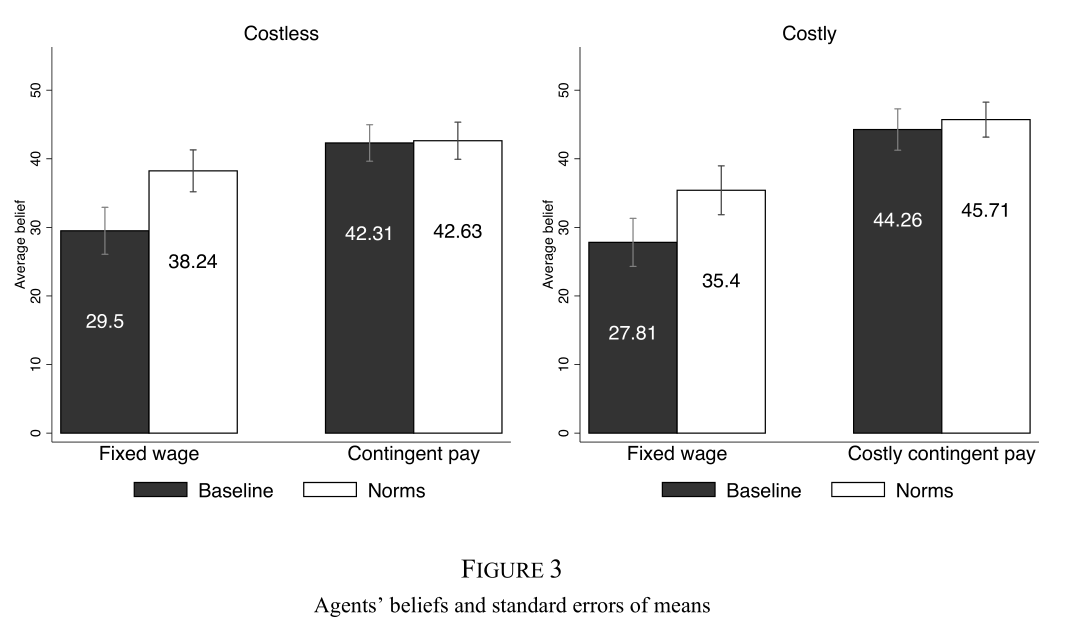 Costless
Average belief
50
40
30
20
10
0
29.5
38.24
42.31
42.63
Fixed wage
Contingent pay
Baseline
Norms
Costly
Average belief
50
40
30
20
10
0
27.81
35.4
44.26
45.71
Fixed wage
Costly contingent pay
Baseline
Norms
FIGURE 3
Agents’ beliefs and standard errors of means